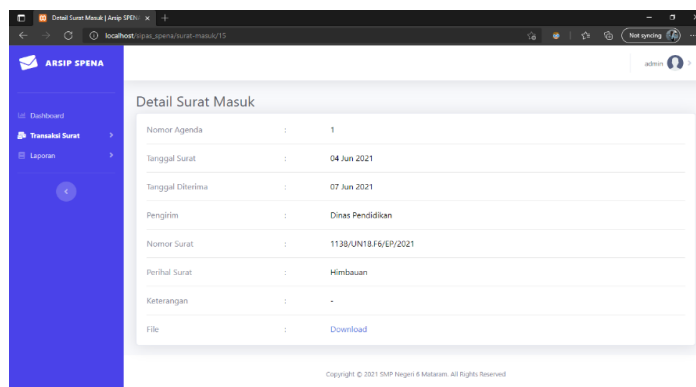 Detail Surat Masuk | Arsip SPEN
localhost/sipas_spena/surat-masuk/15
Not syncing
ARSIP SPENA
admin
Dashboard
Transaksi Surat
Laporan
Detail Surat Masuk
Nomor Agenda : 1
Tanggal Surat : 04 Jun 2021
Tanggal Diterima : 07 Jun 2021
Pengirim : Dinas Pendidikan
Nomor Surat : 1138/UN18.F6/EP/2021
Perihal Surat : Himbauan
Keterangan : -
File : Download
Copyright © 2021 SMP Negeri 6 Mataram. All Rights Reserved